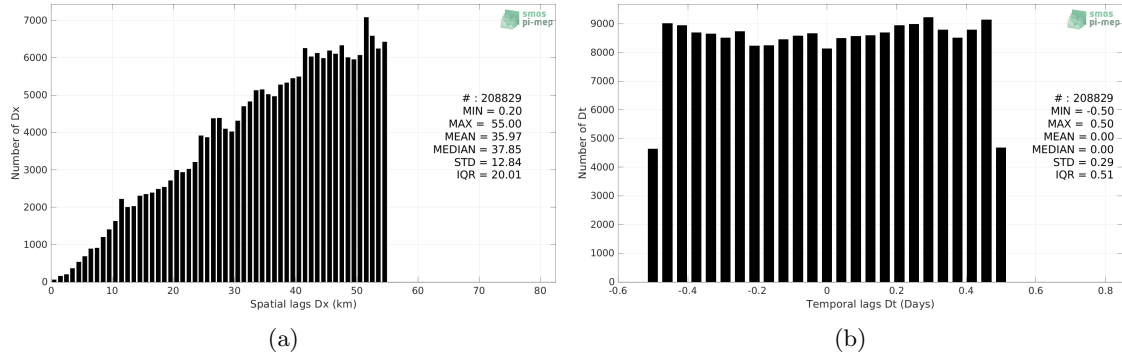 smos
pi-mep
7000
6000
5000
4000
3000
2000
1000
0
Number of Dx
# : 208829
MIN = 0.20
MAX = 55.00
MEAN = 35.97
MEDIAN = 37.85
STD = 12.84
IQR = 20.01
0 10 20 30 40 50 60 70 80
Spatial lags Dx (km)
(a)
smos
pi-mep
9000
8000
7000
6000
5000
4000
3000
2000
1000
0
Number of Dt
# : 208829
MIN = -0.50
MAX = 0.50
MEAN = 0.00
MEDIAN = 0.00
STD = 0.29
IQR = 0.51
-0.6 -0.4 -0.2 0 0.2 0.4 0.6 0.8
Temporal lags Dt (Days)
(b)